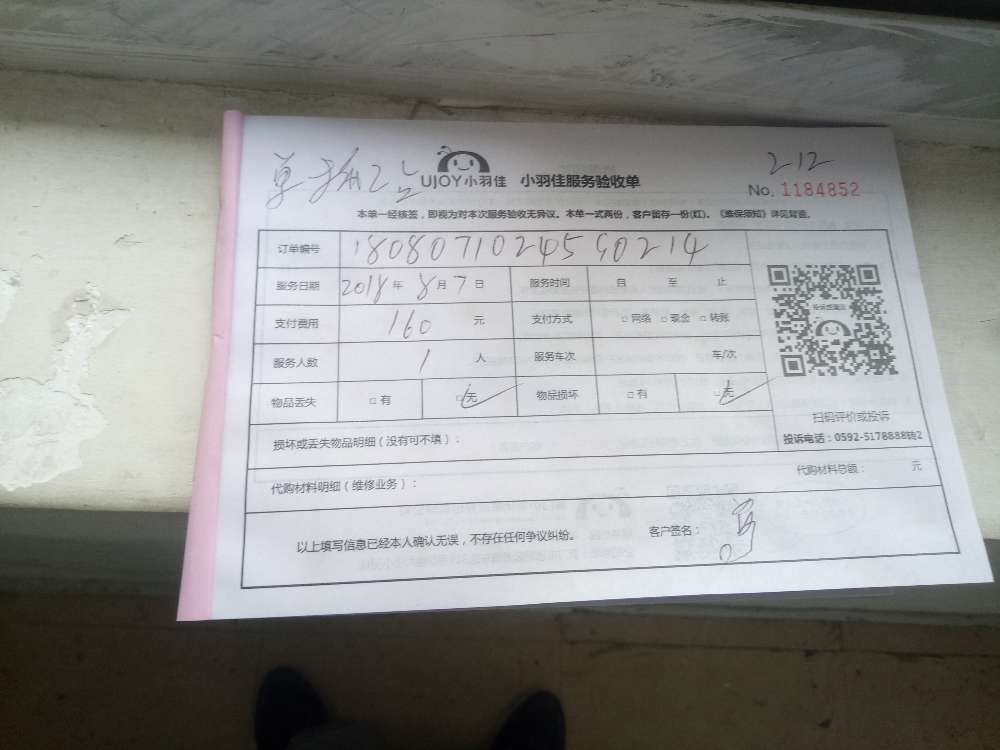 212
UJOY小羽佳 小羽佳服务验收单
No. 1184852
本单一经核签，即视为对本次服务验收无异议。本单一式两份，客户留存一份(红)。《维保须知》详见背面。
订单编号 1808071024590214
服务日期 2018年8月7日 服务时间 自 至 止
支付费用 160 元 支付方式 □网络 □现金 □转账
服务人数 1 人 服务车次 车/次
物品丢失 □有 □无 物品损坏 □有 □无
扫码评价或投诉
投诉电话：0592-5178888转2
损坏或丢失物品明细（没有可不填）：
代购材料明细（维修业务）： 代购材料总额： 元
以上填写信息已经本人确认无误，不存在任何争议纠纷。 客户签名：